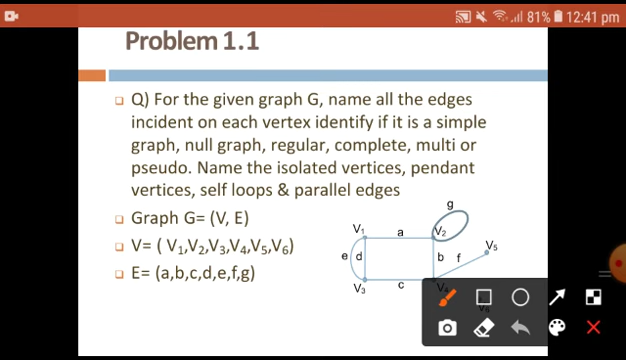 81% 12:41 pm
Problem 1.1
Q) For the given graph G, name all the edges
incident on each vertex identify if it is a simple
graph, null graph, regular, complete, multi or
pseudo. Name the isolated vertices, pendant
vertices, self loops & parallel edges
Graph G= (V, E)
V= ( V₁,V₂,V₃,V₄,V₅,V₆)
E= (a,b,c,d,e,f,g)
g
V₁ a V₂
V₅
e d b f
V₃ c V₄
V₆